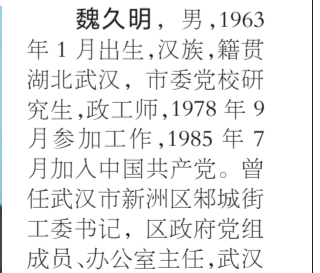 魏久明，男,1963
年1月出生,汉族,籍贯
湖北武汉，市委党校研
究生,政工师,1978年9
月参加工作,1985年7
月加入中国共产党。曾
任武汉市新洲区邾城街
工委书记，区政府党组
成员、办公室主任,武汉